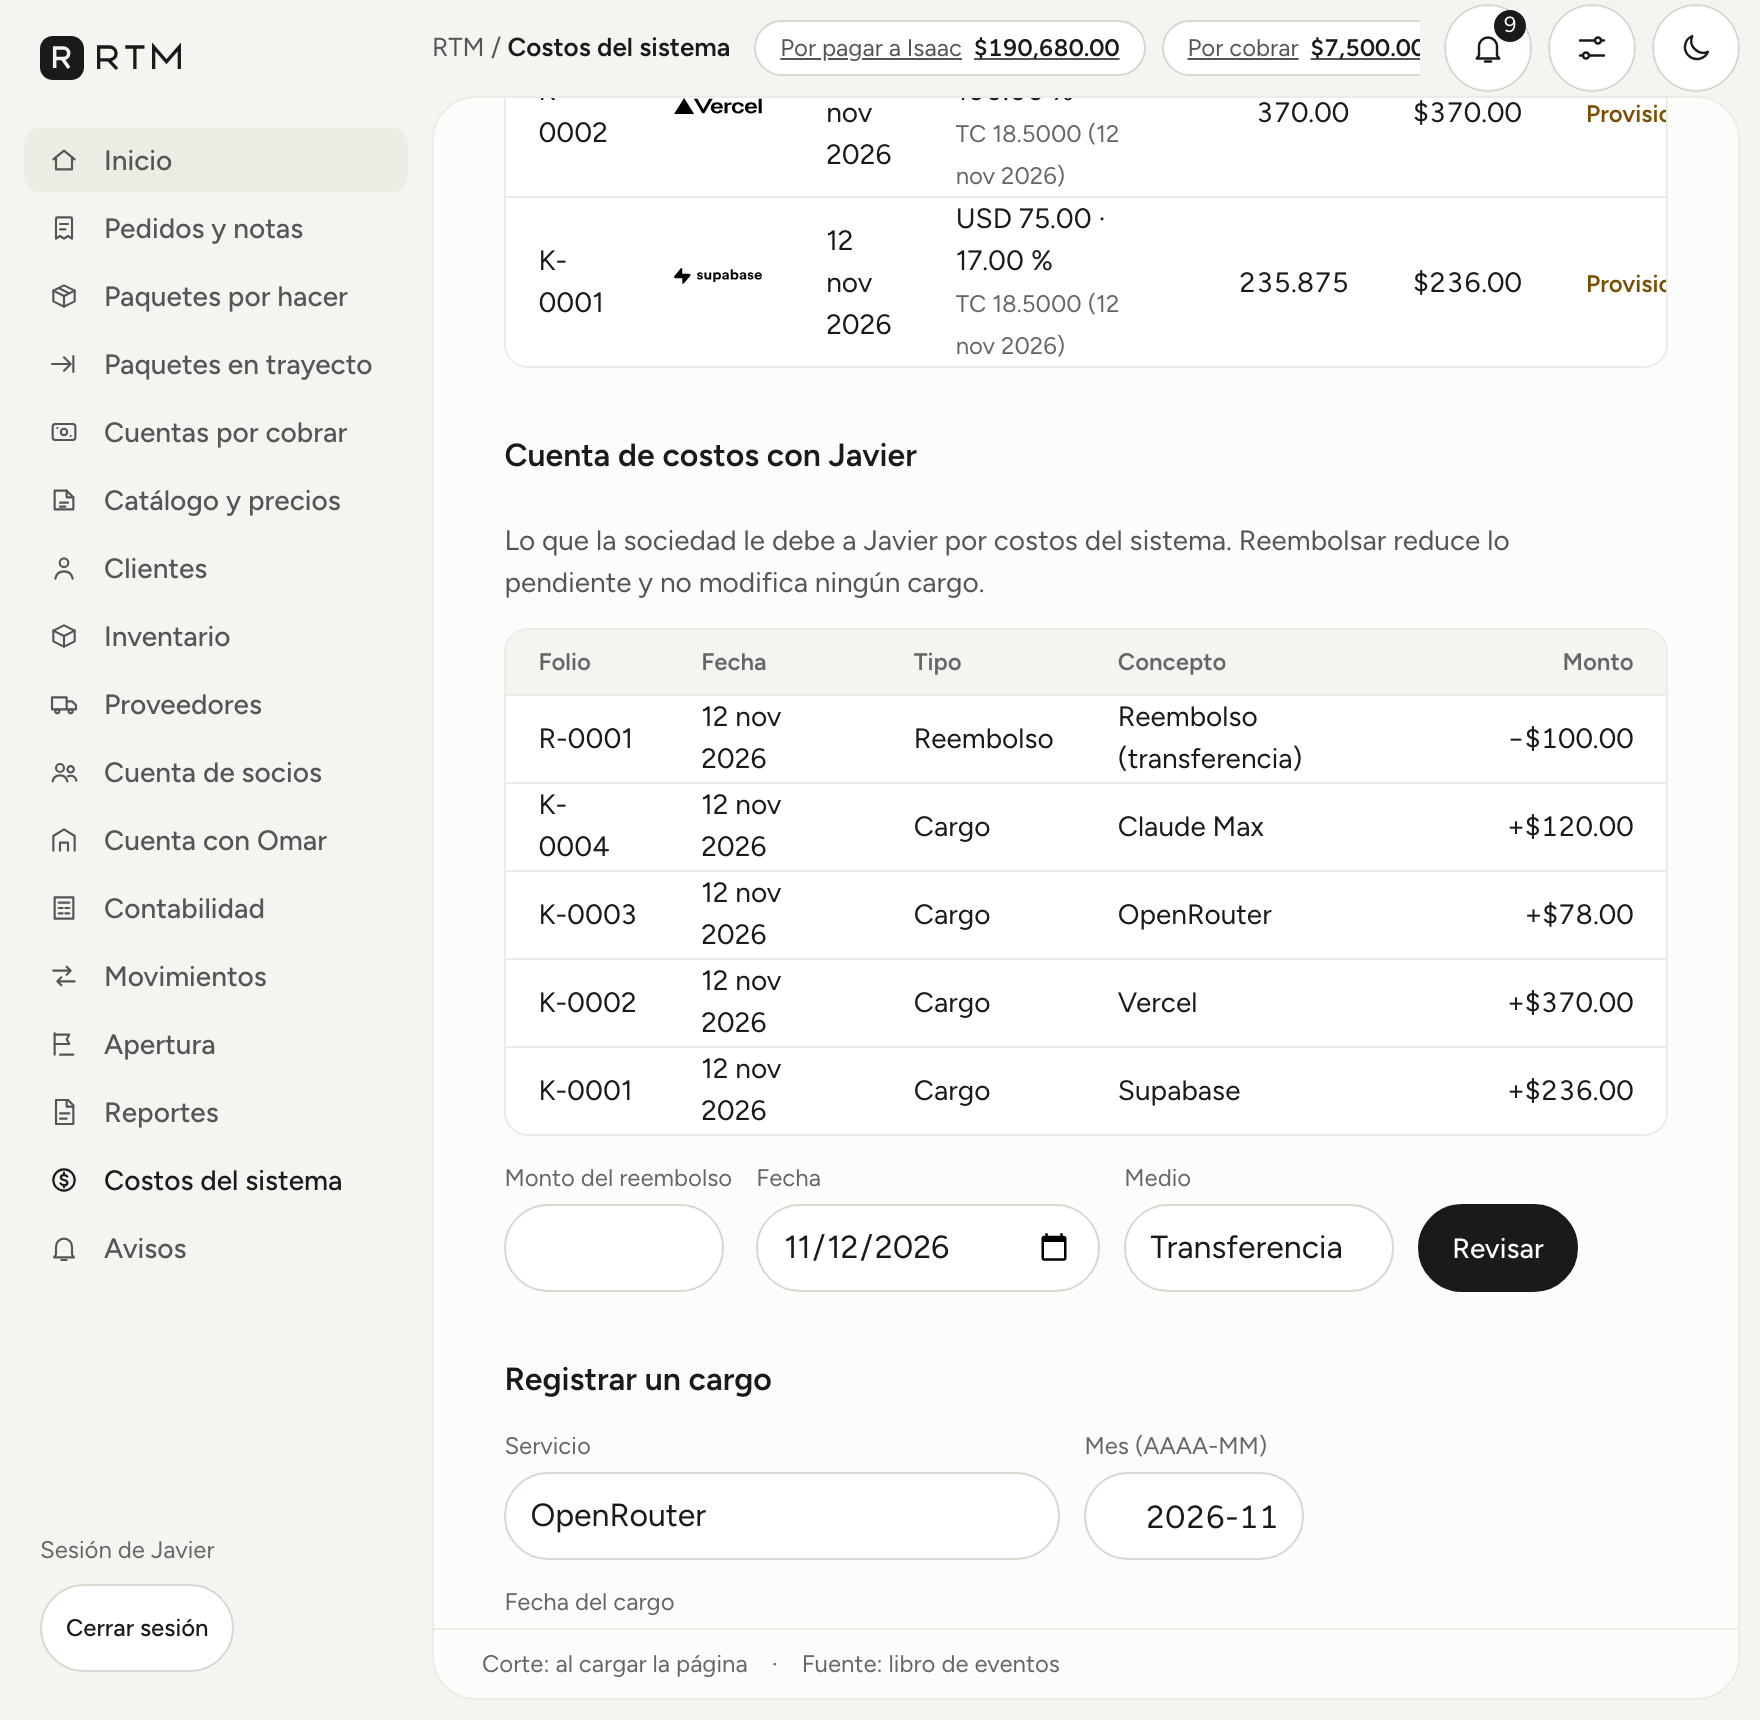 R RTM
RTM / Costos del sistema
Por pagar a Isaac $190,680.00
Por cobrar $7,500.00
9
Inicio
Pedidos y notas
Paquetes por hacer
Paquetes en trayecto
Cuentas por cobrar
Catálogo y precios
Clientes
Inventario
Proveedores
Cuenta de socios
Cuenta con Omar
Contabilidad
Movimientos
Apertura
Reportes
Costos del sistema
Avisos
Sesión de Javier
Cerrar sesión
0002
Vercel
nov
2026
TC 18.5000 (12
nov 2026)
370.00
$370.00
K-
0001
supabase
12
nov
2026
USD 75.00 ·
17.00 %
TC 18.5000 (12
nov 2026)
235.875
$236.00
Cuenta de costos con Javier
Lo que la sociedad le debe a Javier por costos del sistema. Reembolsar reduce lo
pendiente y no modifica ningún cargo.
Folio Fecha Tipo Concepto Monto
R-0001
12 nov
2026
Reembolso
Reembolso
(transferencia)
−$100.00
K-
0004
12 nov
2026
Cargo
Claude Max
+$120.00
K-0003
12 nov
2026
Cargo
OpenRouter
+$78.00
K-0002
12 nov
2026
Cargo
Vercel
+$370.00
K-0001
12 nov
2026
Cargo
Supabase
+$236.00
Monto del reembolso
Fecha
11/12/2026
Medio
Transferencia
Revisar
Registrar un cargo
Servicio
OpenRouter
Mes (AAAA-MM)
2026-11
Fecha del cargo
Corte: al cargar la página · Fuente: libro de eventos